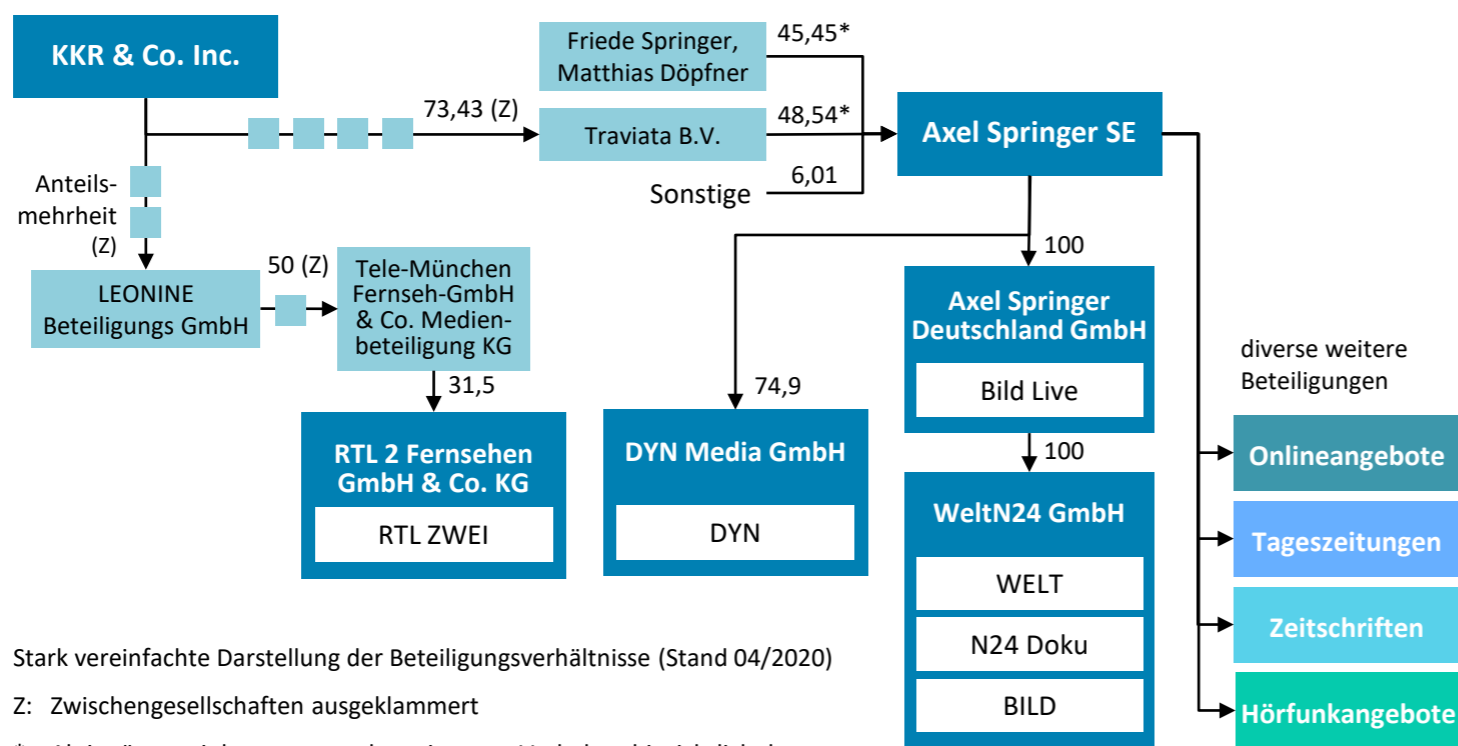 KKR & Co. Inc.
Friede Springer,
Matthias Döpfner
45,45*
73,43 (Z)
Traviata B.V.
48,54*
Axel Springer SE
Sonstige
6,01
Anteils-
mehrheit
(Z)
LEONINE
Beteiligungs GmbH
50 (Z)
Tele-München
Fernseh-GmbH
& Co. Medien-
beteiligung KG
31,5
RTL 2 Fernsehen
GmbH & Co. KG
RTL ZWEI
74,9
DYN Media GmbH
DYN
100
Axel Springer
Deutschland GmbH
Bild Live
100
WeltN24 GmbH
WELT
N24 Doku
BILD
diverse weitere
Beteiligungen
Onlineangebote
Tageszeitungen
Zeitschriften
Hörfunkangebote
Stark vereinfachte Darstellung der Beteiligungsverhältnisse (Stand 04/2020)
Z: Zwischengesellschaften ausgeklammert